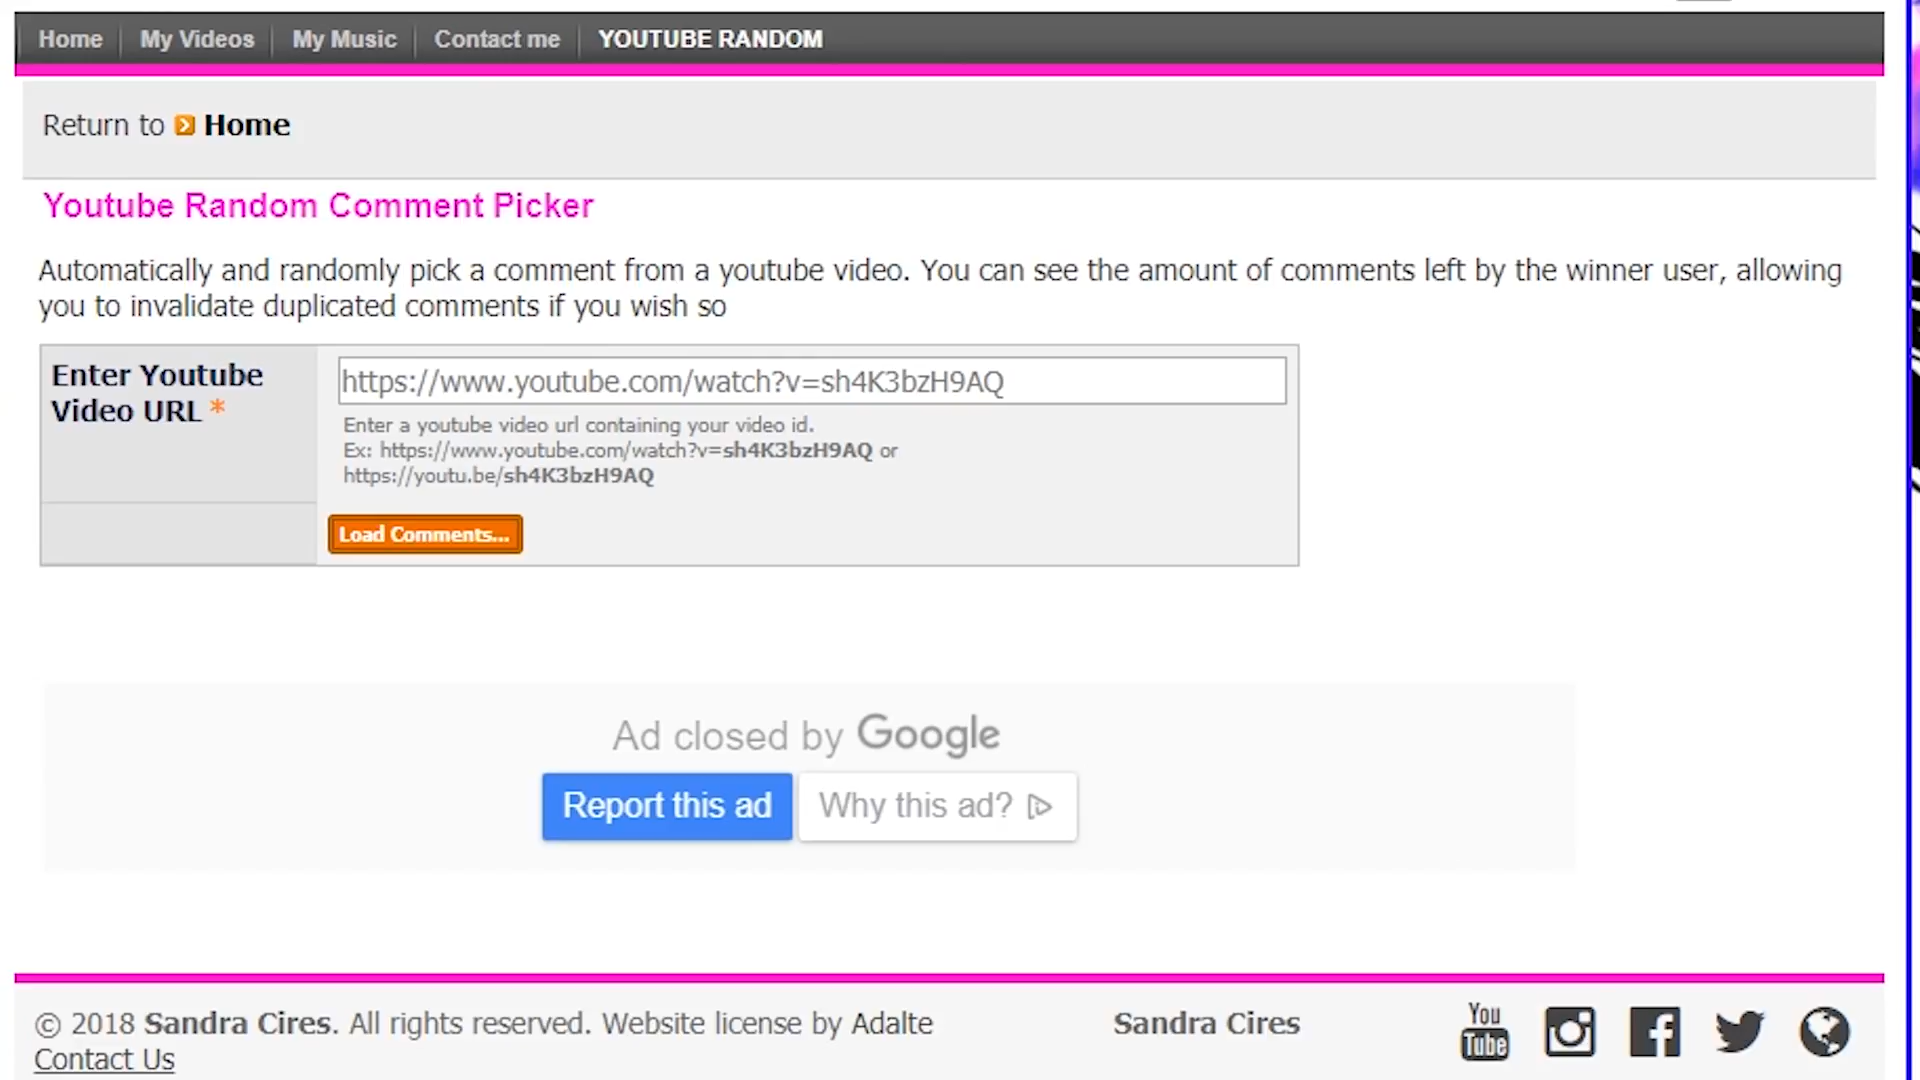 Home My Videos My Music Contact me YOUTUBE RANDOM
Return to Home
Youtube Random Comment Picker
Automatically and randomly pick a comment from a youtube video. You can see the amount of comments left by the winner user, allowing
you to invalidate duplicated comments if you wish so
Enter Youtube
Video URL *
https://www.youtube.com/watch?v=sh4K3bzH9AQ
Enter a youtube video url containing your video id.
Ex: https://www.youtube.com/watch?v=sh4K3bzH9AQ or
https://youtu.be/sh4K3bzH9AQ
Load Comments...
Ad closed by Google
Report this ad Why this ad?
© 2018 Sandra Cires. All rights reserved. Website license by Adalte
Contact Us
Sandra Cires
You
Tube